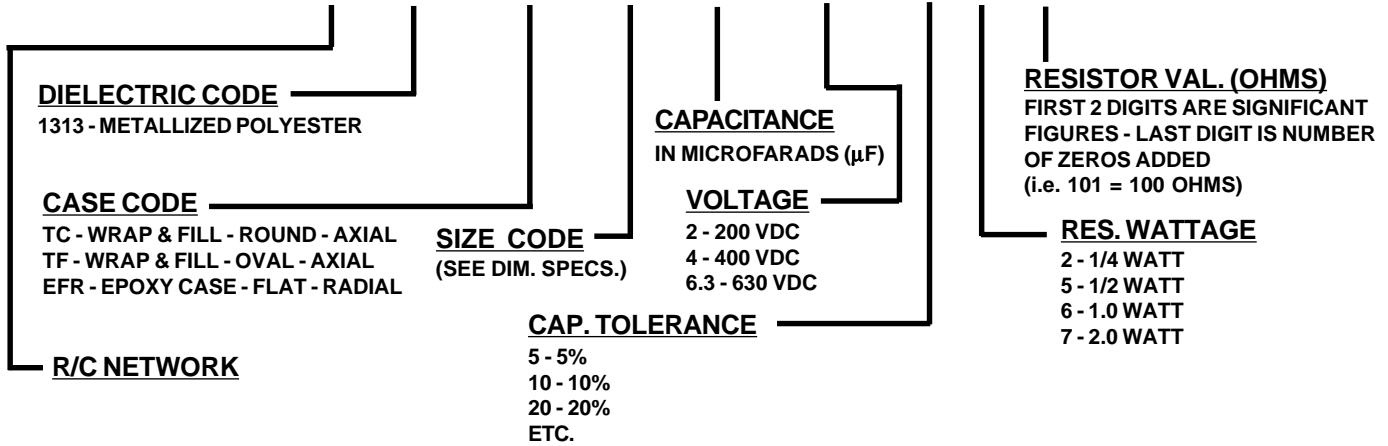 DIELECTRIC CODE
1313 - METALLIZED POLYESTER
CASE CODE
TC - WRAP & FILL - ROUND - AXIAL
TF - WRAP & FILL - OVAL - AXIAL
EFR - EPOXY CASE - FLAT - RADIAL
R/C NETWORK
SIZE CODE
(SEE DIM. SPECS.)
CAP. TOLERANCE
5 - 5%
10 - 10%
20 - 20%
ETC.
CAPACITANCE
IN MICROFARADS (μF)
VOLTAGE
2 - 200 VDC
4 - 400 VDC
6.3 - 630 VDC
RESISTOR VAL. (OHMS)
FIRST 2 DIGITS ARE SIGNIFICANT
FIGURES - LAST DIGIT IS NUMBER
OF ZEROS ADDED
(i.e. 101 = 100 OHMS)
RES. WATTAGE
2 - 1/4 WATT
5 - 1/2 WATT
6 - 1.0 WATT
7 - 2.0 WATT